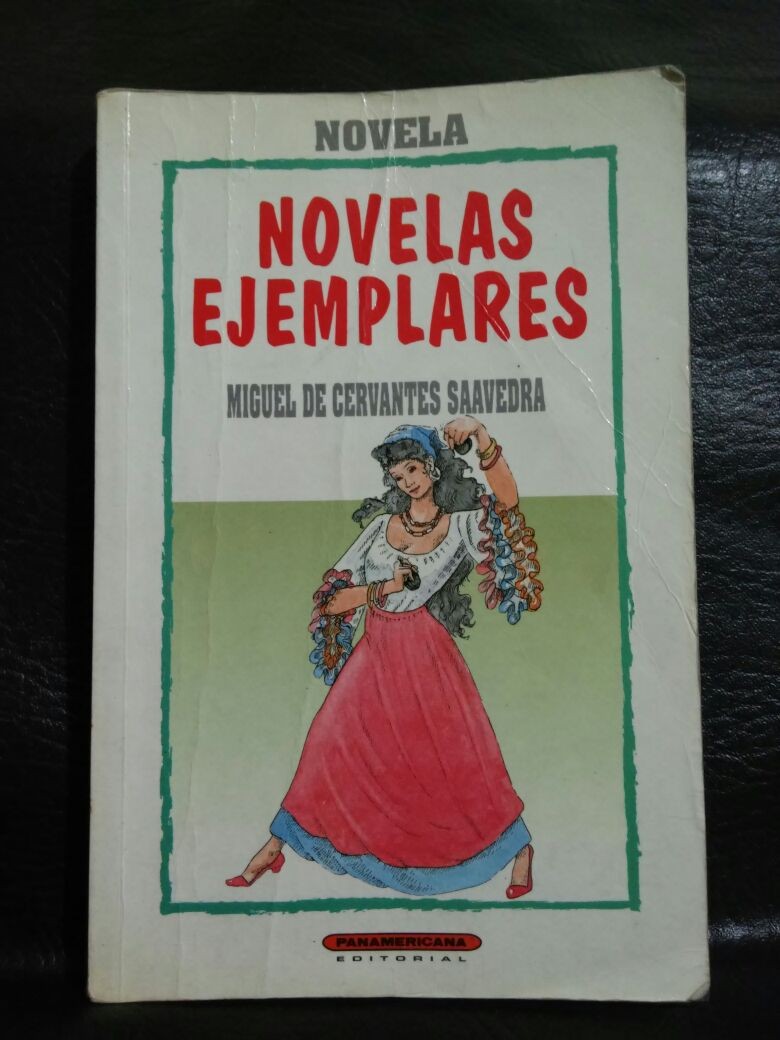 NOVELA
NOVELAS
EJEMPLARES
MIGUEL DE CERVANTES SAAVEDRA
PANAMERICANA
EDITORIAL